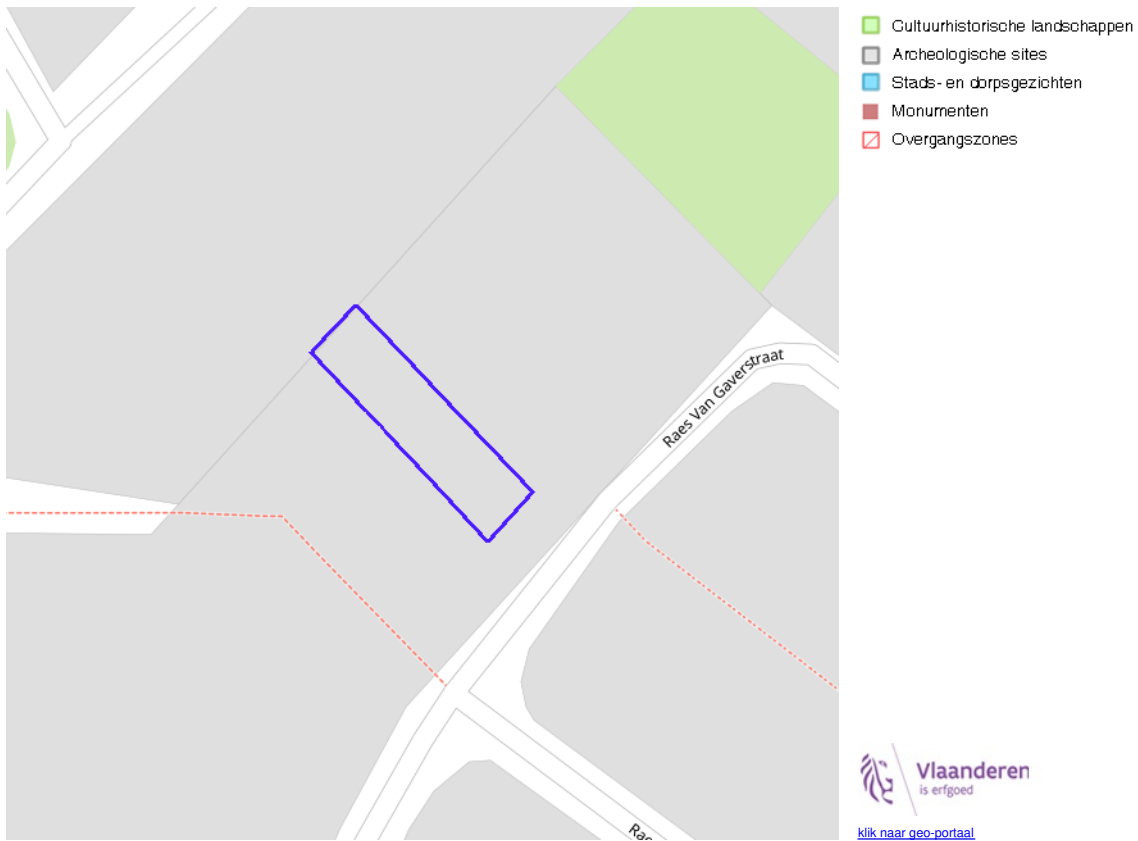 Cultuurhistorische landschappen
Archeologische sites
Stads- en dorpsgezichten
Monumenten
Overgangszones
Raes Van Gaverstraat
Rae
Vlaanderen
is erfgoed
klik naar geo-portaal